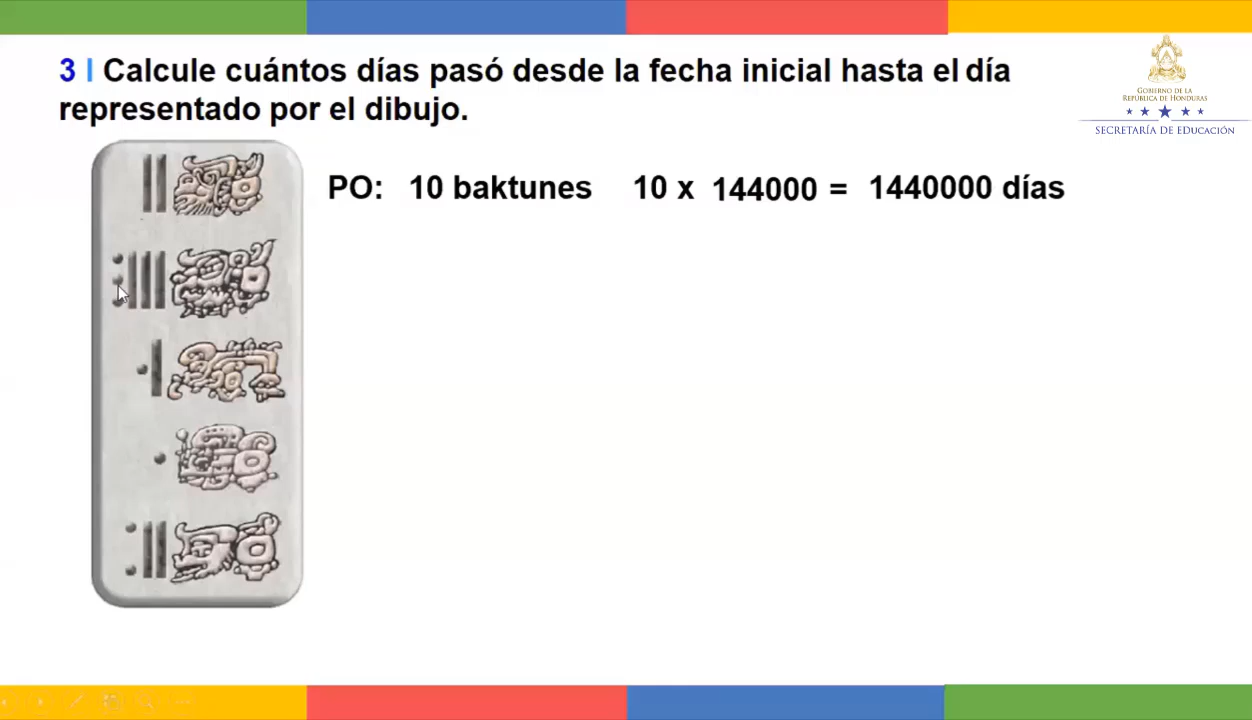 3 | Calcule cuántos días pasó desde la fecha inicial hasta el día
representado por el dibujo.
GOBIERNO DE LA
REPÚBLICA DE HONDURAS
SECRETARÍA DE EDUCACIÓN
PO: 10 baktunes 10 x 144000 = 1440000 días